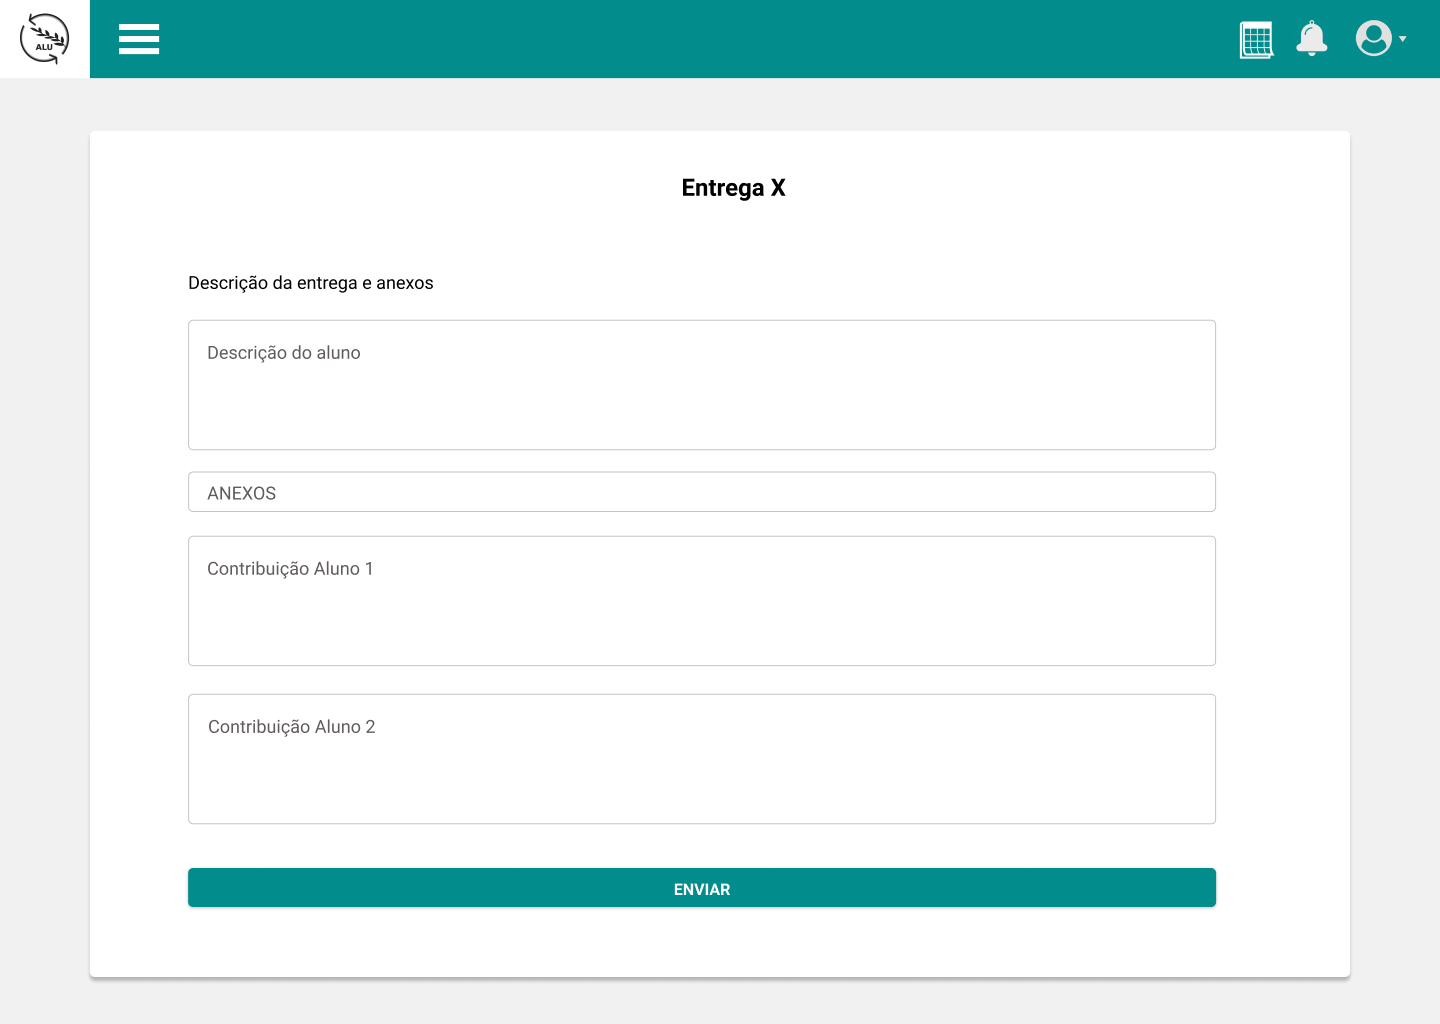 ALU
Entrega X
Descrição da entrega e anexos
Descrição do aluno
ANEXOS
Contribuição Aluno 1
Contribuição Aluno 2
ENVIAR